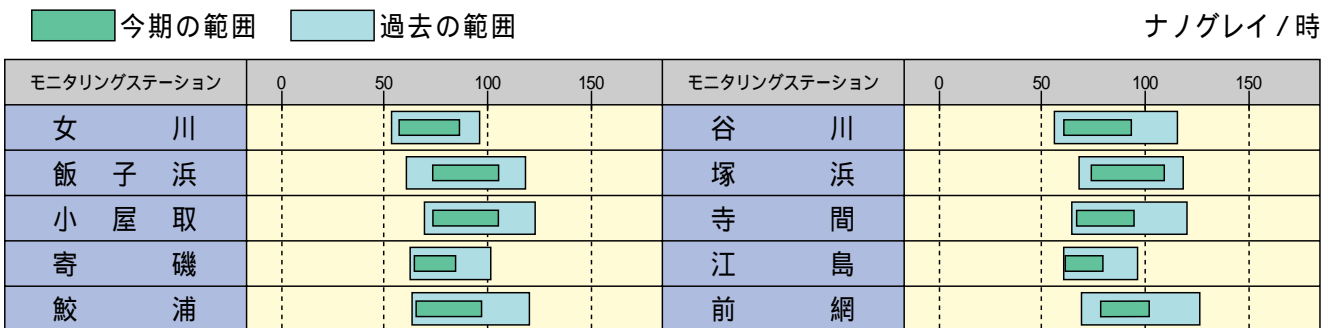 今期の範囲 過去の範囲 ナノグレイ/時
モニタリングステーション 0 50 100 150 モニタリングステーション 0 50 100 150
女川 谷川
飯子浜 塚浜
小屋取 寺間
寄磯 江島
鮫浦 前網